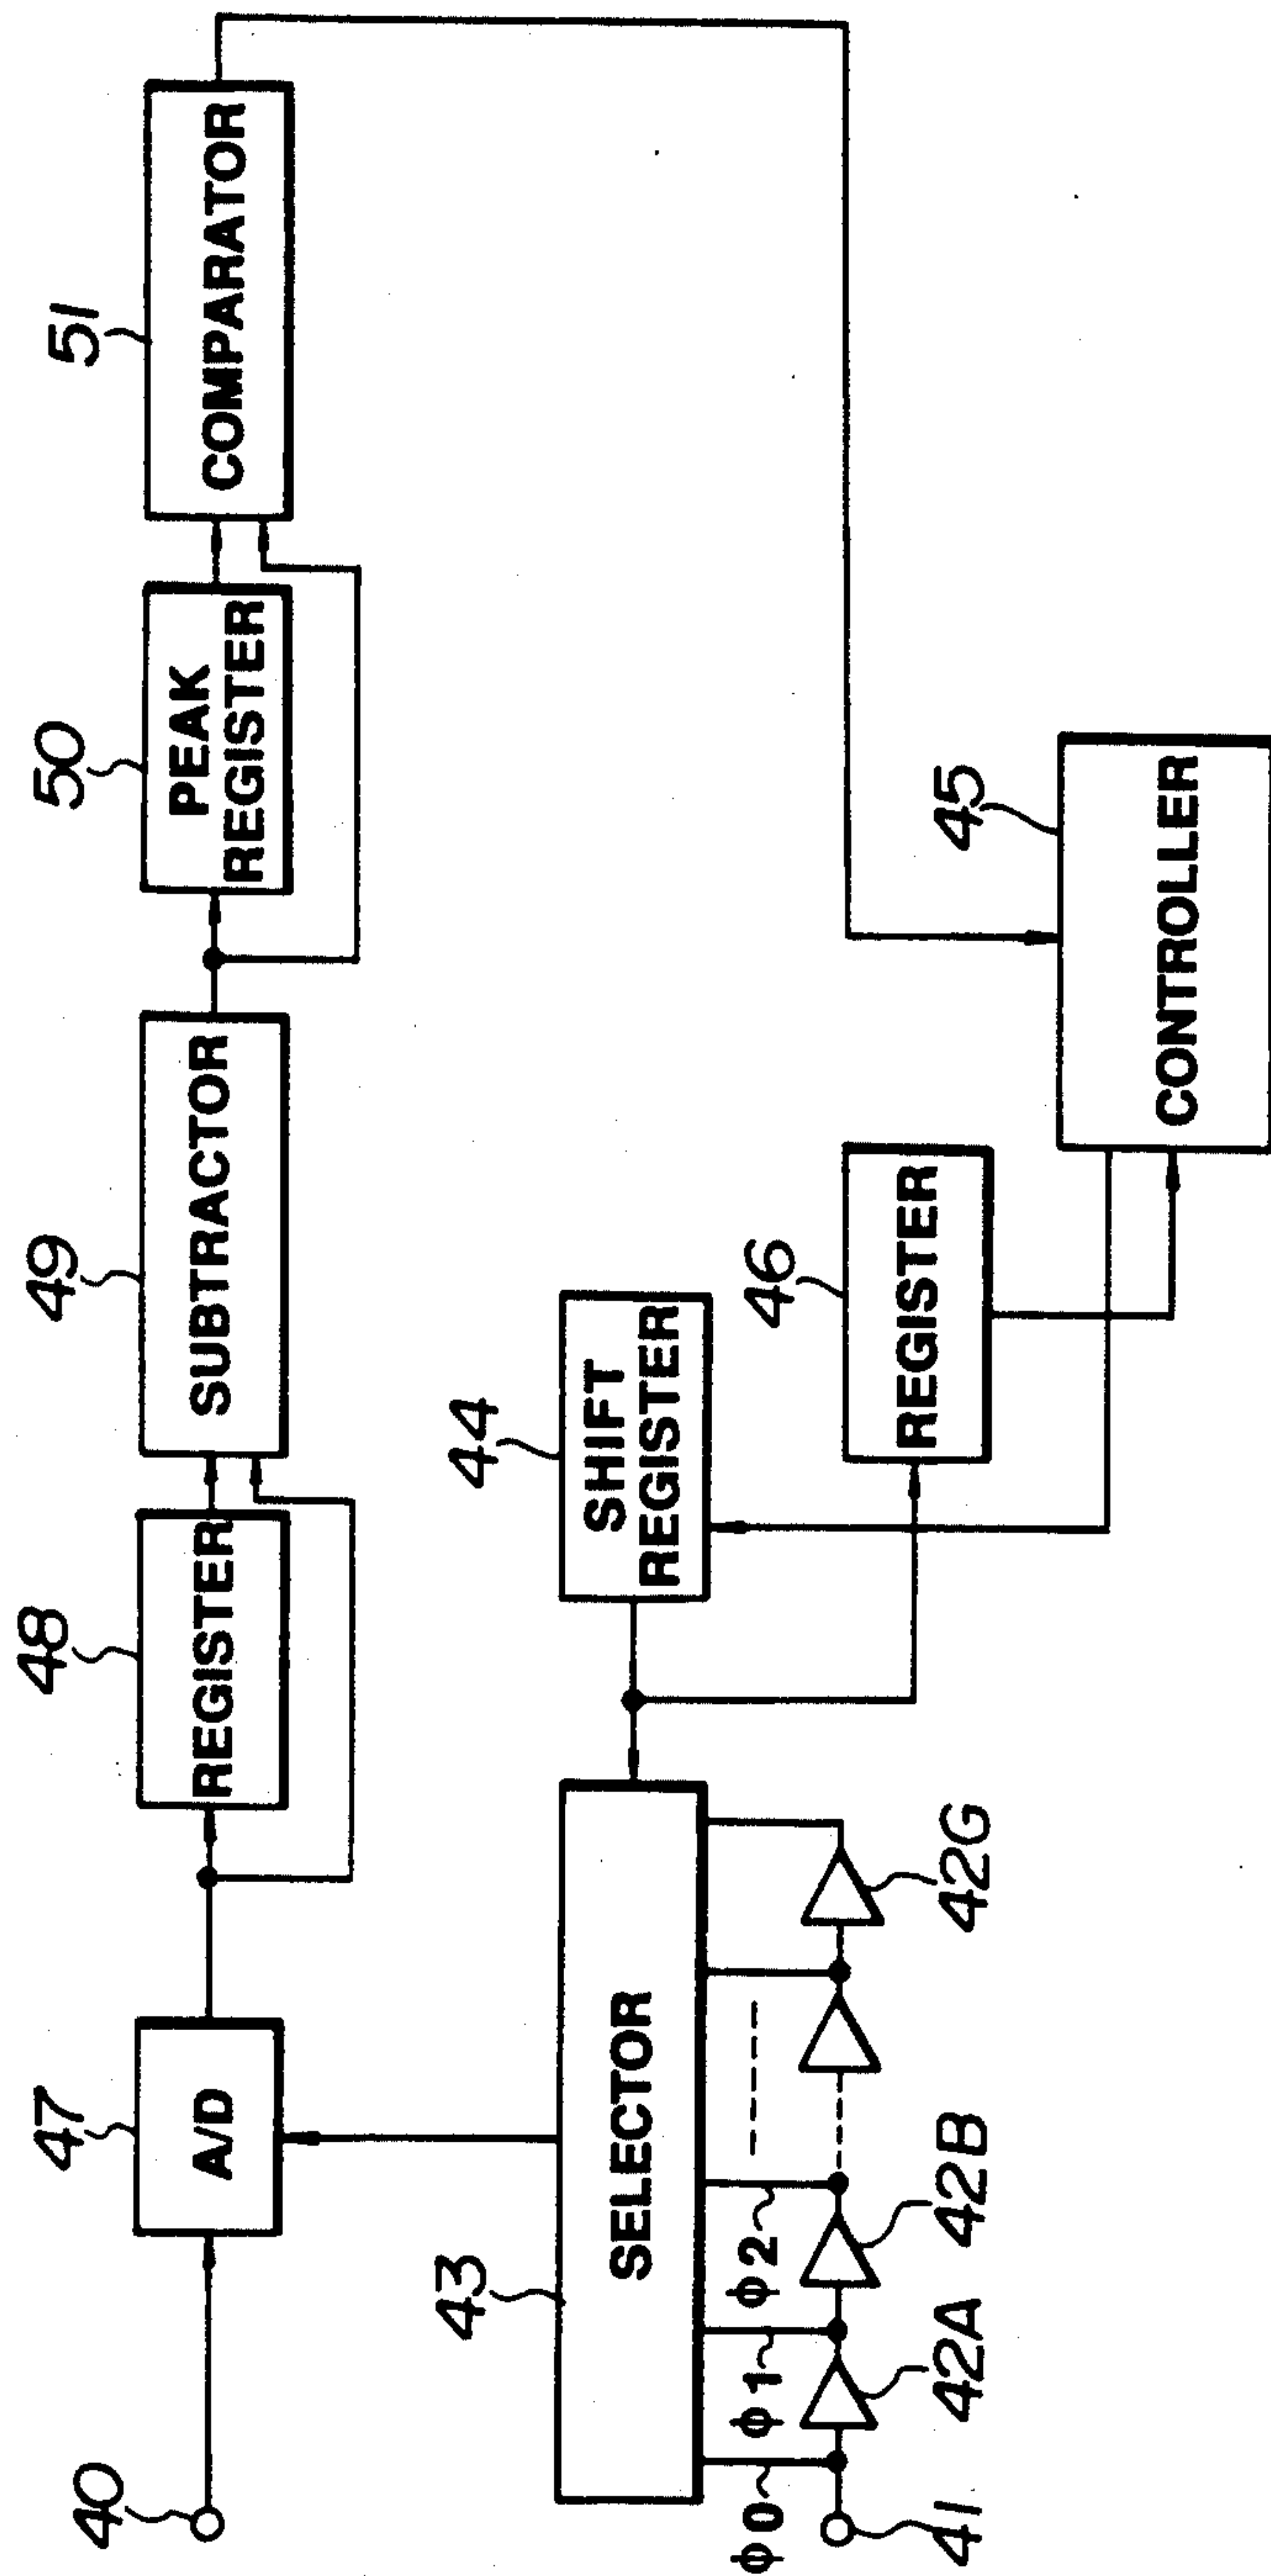 40
47
A/D
48
REGISTER
49
SUBTRACTOR
50
PEAK
REGISTER
51
COMPARATOR
43
SELECTOR
44
SHIFT
REGISTER
46
REGISTER
45
CONTROLLER
ϕ0
ϕ1
ϕ2
41
42A
42B
42G